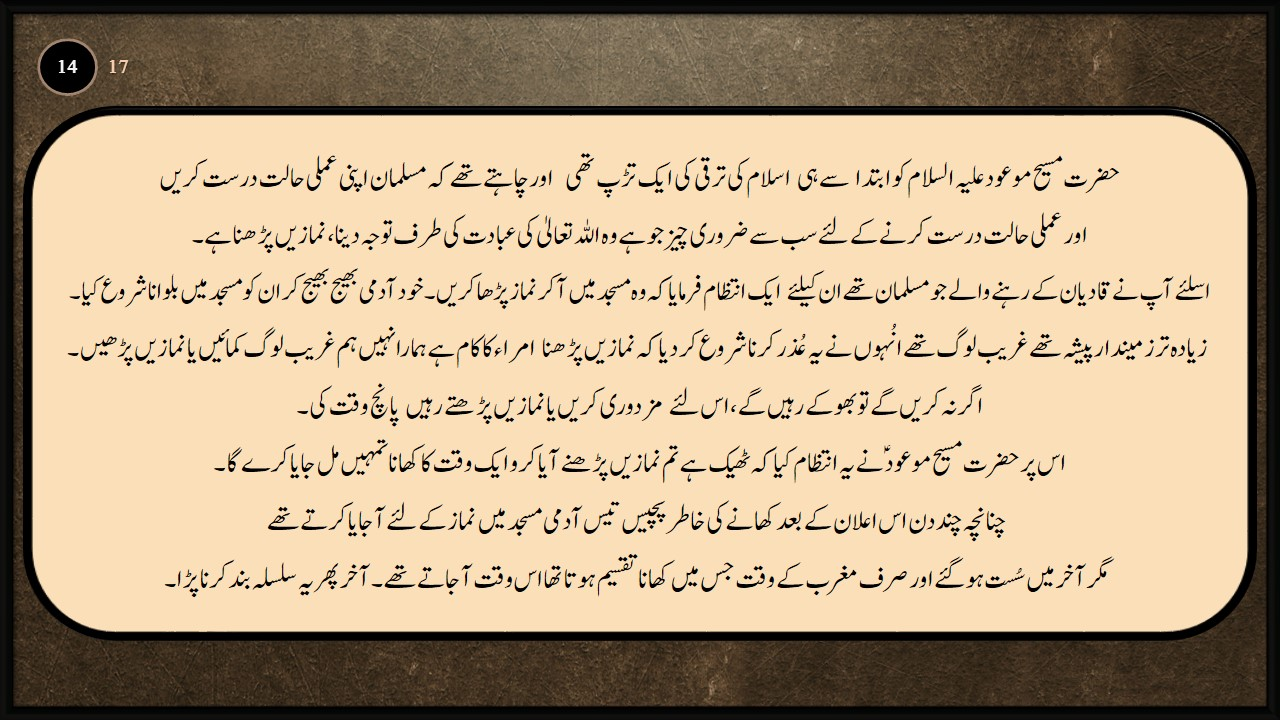 14 17
حضرت مسیح موعود علیہ السلام کو ابتدا سے ہی اسلام کی ترقی کی ایک تڑپ تھی اور چاہتے تھے کہ مسلمان اپنی عملی حالت درست کریں
اور عملی حالت درست کرنے کے لئے سب سے ضروری چیز جو ہے وہ اللہ تعالیٰ کی عبادت کی طرف توجہ دینا، نمازیں پڑھنا ہے۔
اسلئے آپ نے قادیان کے رہنے والے جو مسلمان تھے ان کیلئے ایک انتظام فرمایا کہ وہ مسجد میں آ کر نماز پڑھا کریں۔ خود آدمی بھیج بھیج کر ان کو مسجد میں بلوانا شروع کیا۔
زیادہ تر زمیندار پیشہ تھے غریب لوگ تھے انُہوں نے یہ عُذر کرنا شروع کر دیا کہ نمازیں پڑھنا امراء کا کام ہے ہمارا نہیں ہم غریب لوگ کمائیں یا نمازیں پڑھیں۔
اگر نہ کریں گے تو بھوکے رہیں گے، اس لئے مزدوری کریں یا نمازیں پڑھتے رہیں پانچ وقت کی۔
اس پر حضرت مسیح موعودؑ نے یہ انتظام کیا کہ ٹھیک ہے تم نمازیں پڑھنے آیا کرو ایک وقت کا کھانا تمہیں مل جایا کرے گا۔
چنانچہ چند دن اس اعلان کے بعد کھانے کی خاطر پچیس تیس آدمی مسجد میں نماز کے لئے آ جایا کرتے تھے
مگر آخر میں سُست ہو گئے اور صرف مغرب کے وقت جس میں کھانا تقسیم ہوتا تھا اس وقت آ جاتے تھے۔ آخر پھر یہ سلسلہ بند کرنا پڑا۔